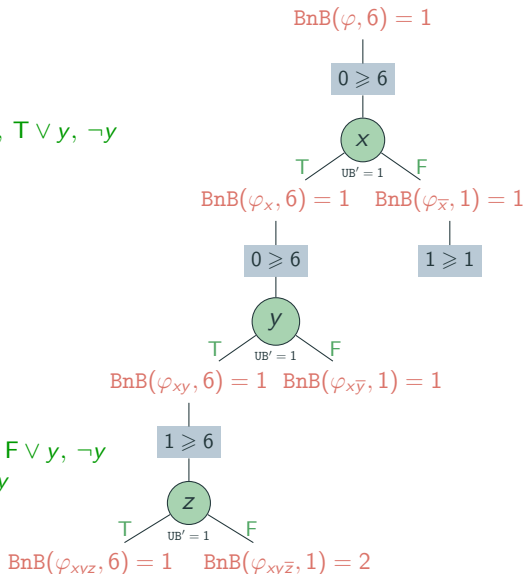 BnB(φ, 6) = 1
0 ⩾ 6
, T ∨ y, ¬y
x
T F
UB′ = 1
BnB(φ_x, 6) = 1 BnB(φ_x̅, 1) = 1
0 ⩾ 6 1 ⩾ 1
y
T F
UB′ = 1
BnB(φ_xy, 6) = 1 BnB(φ_xy̅, 1) = 1
F ∨ y, ¬y
1 ⩾ 6
y
z
T F
UB′ = 1
BnB(φ_xyz, 6) = 1 BnB(φ_xyz̅, 1) = 2